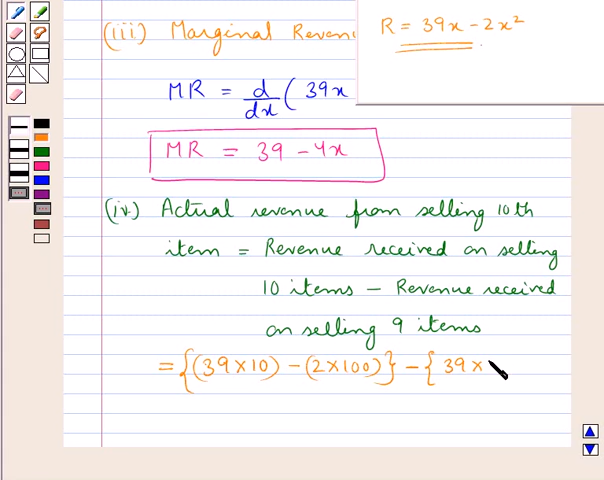 R = 39x - 2x²
(iii) Marginal Reven
MR = d/dx ( 39x
MR = 39 - 4x
(iv) Actual revenue from selling 10th
item = Revenue received on selling
10 items - Revenue received
on selling 9 items
= {(39×10) - (2×100)} - { 39×